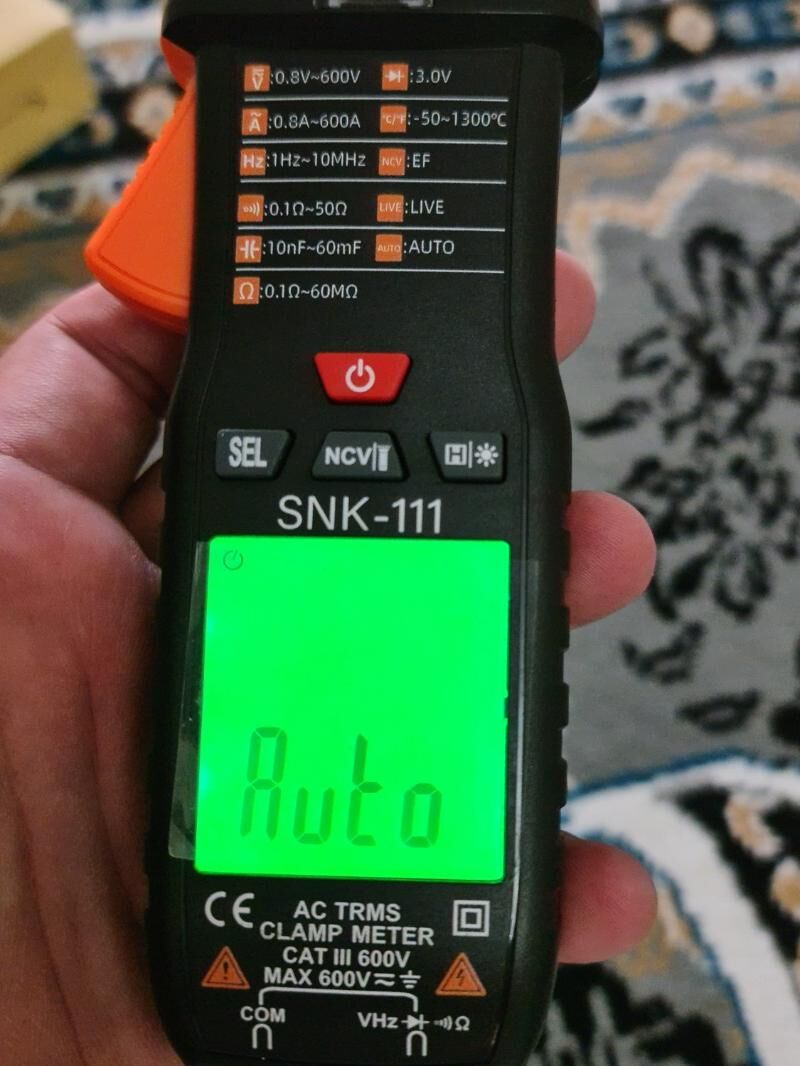 V:0.8V~600V :3.0V
A:0.8A~600A °C/°F:-50~1300℃
Hz:1Hz~10MHz NCV:EF
:0.1Ω~50Ω LIVE:LIVE
:10nF~60mF AUTO:AUTO
Ω:0.1Ω~60MΩ
SEL NCV H
SNK-111
Auto
CE AC TRMS
CLAMP METER
CAT III 600V
MAX 600V
COM VHz Ω